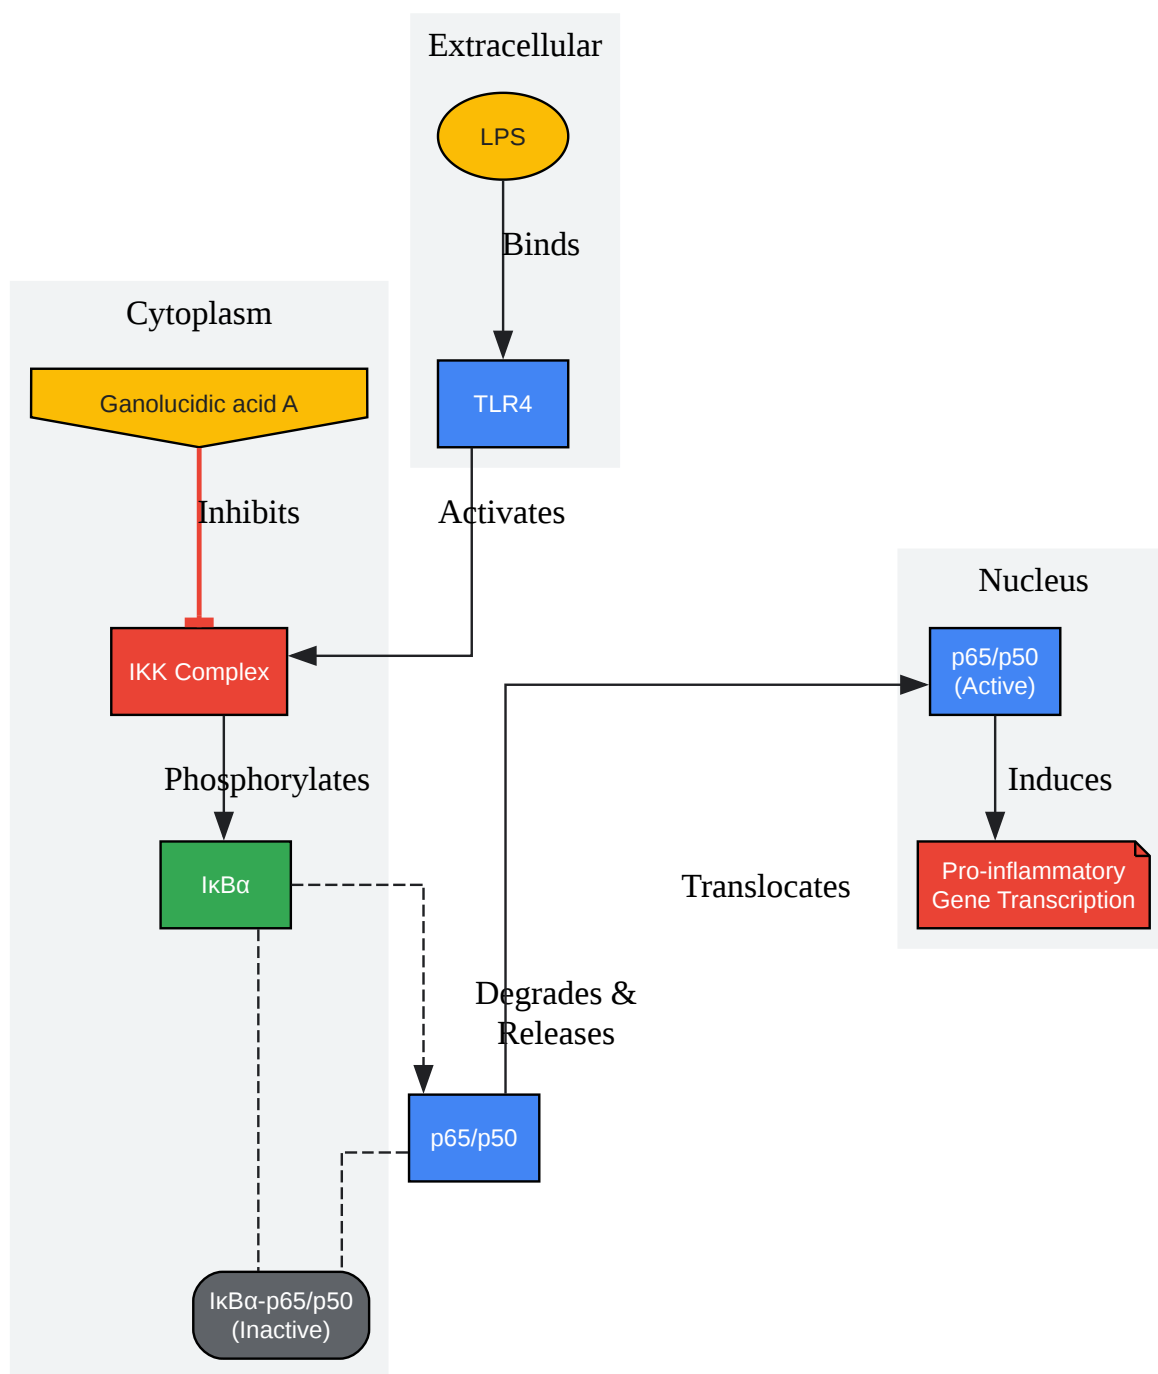 Extracellular
LPS
Binds
Cytoplasm
Ganolucidic acid A
TLR4
Inhibits
Activates
Nucleus
IKK Complex
p65/p50
(Active)
Phosphorylates
Induces
IκBα
Translocates
Pro-inflammatory
Gene Transcription
Degrades &
Releases
p65/p50
IκBα-p65/p50
(Inactive)